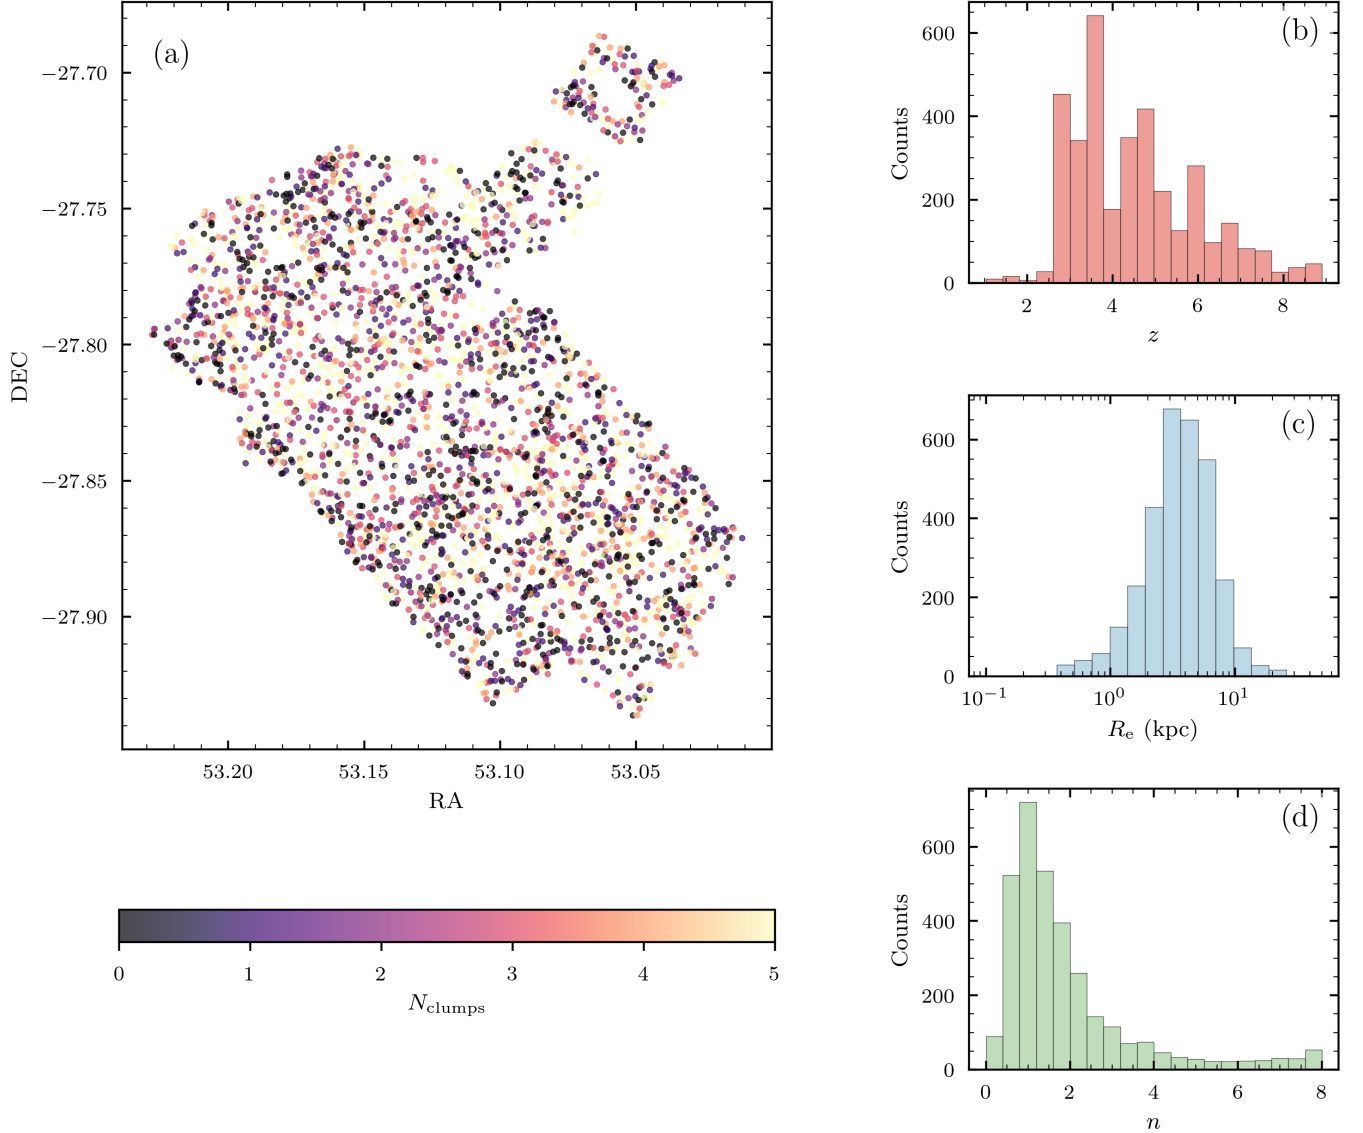 (a)
−27.70
−27.75
−27.80
−27.85
−27.90
DEC
53.20 53.15 53.10 53.05
RA
0 1 2 3 4 5
N_clumps
(b)
600
400
200
0
Counts
2 4 6 8
z
(c)
600
400
200
0
Counts
10^−1 10^0 10^1
R_e (kpc)
(d)
600
400
200
0
Counts
0 2 4 6 8
n